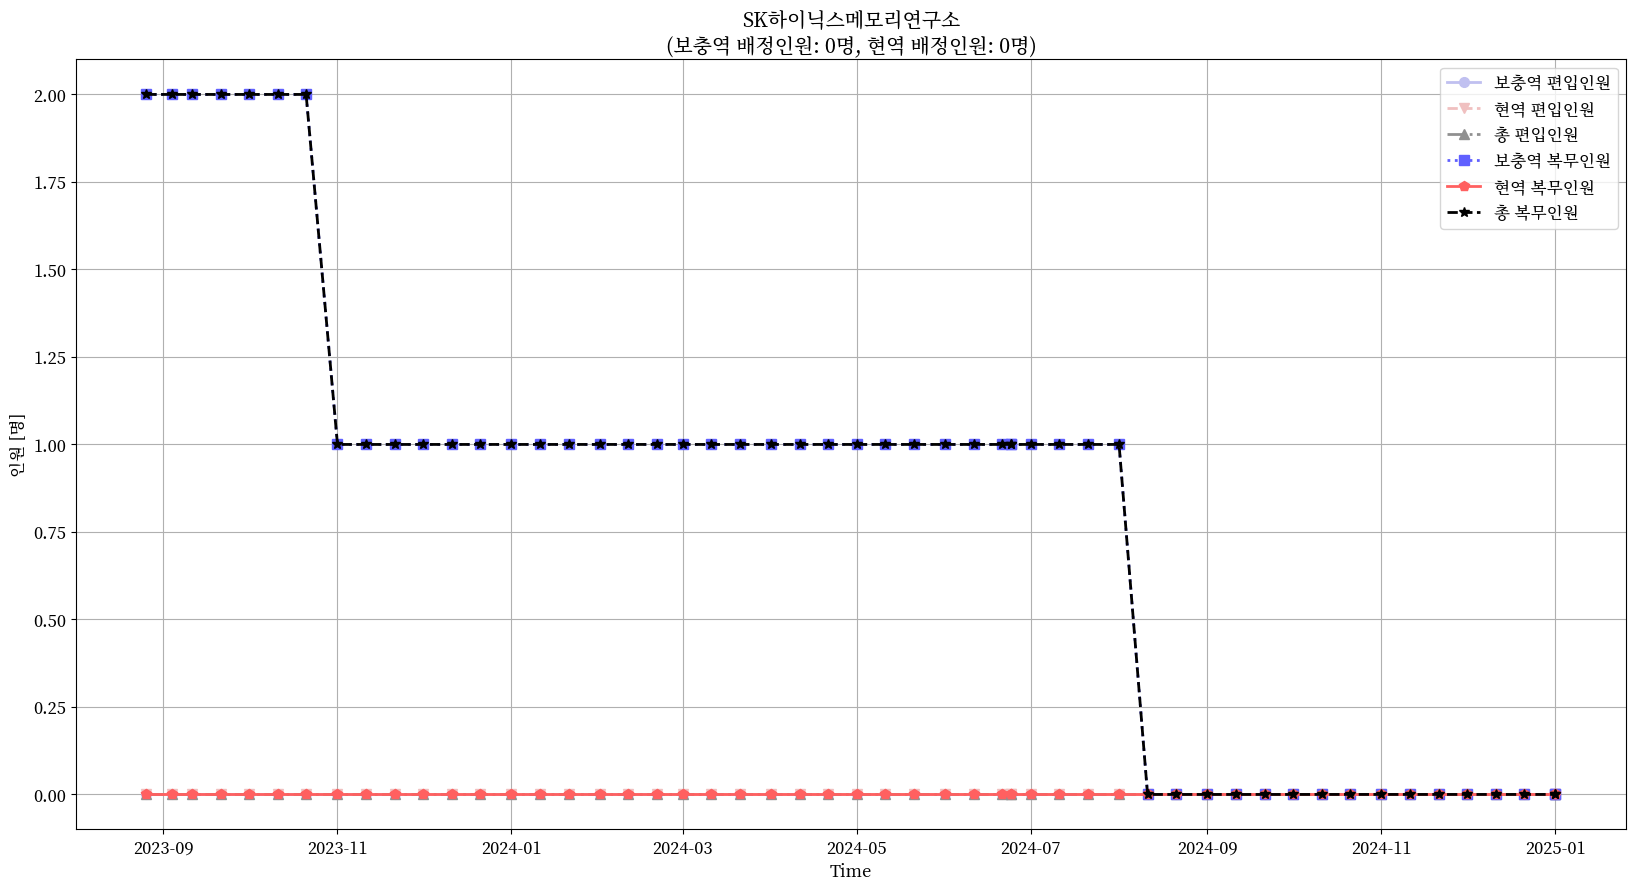 SK하이닉스메모리연구소
(보충역 배정인원: 0명, 현역 배정인원: 0명)
보충역 편입인원
현역 편입인원
총 편입인원
보충역 복무인원
현역 복무인원
총 복무인원
인원 [명]
2.00
1.75
1.50
1.25
1.00
0.75
0.50
0.25
0.00
2023-09
2023-11
2024-01
2024-03
2024-05
2024-07
2024-09
2024-11
2025-01
Time